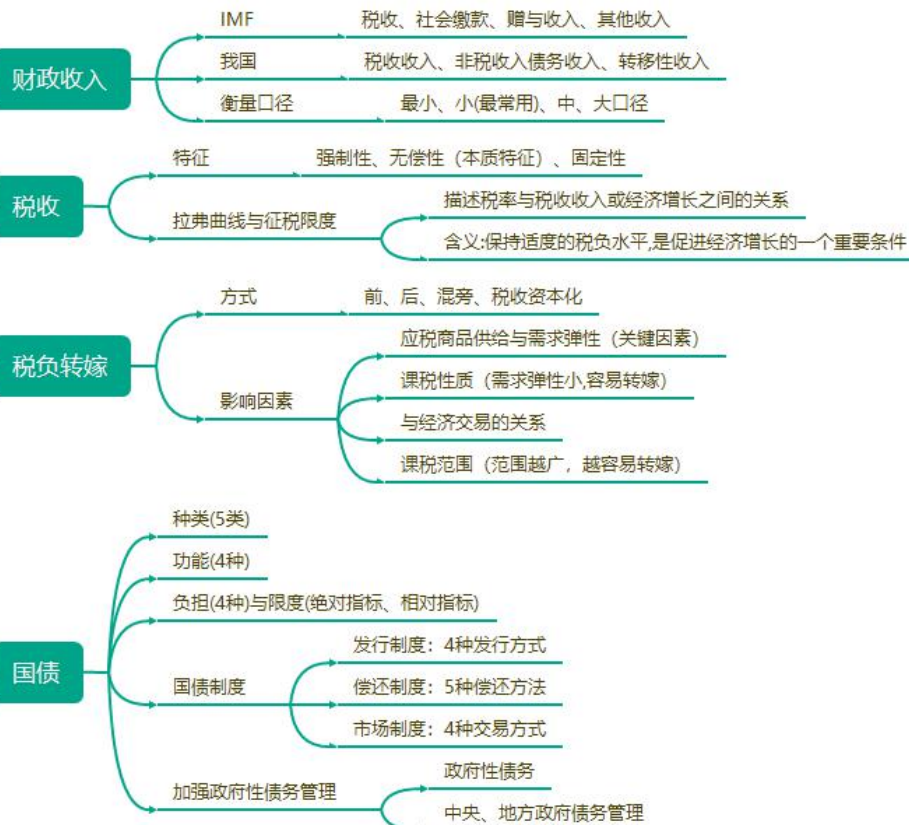 财政收入
IMF
税收、社会缴款、赠与收入、其他收入
我国
税收收入、非税收入债务收入、转移性收入
衡量口径
最小、小(最常用)、中、大口径
税收
特征
强制性、无偿性（本质特征）、固定性
拉弗曲线与征税限度
描述税率与税收收入或经济增长之间的关系
含义:保持适度的税负水平,是促进经济增长的一个重要条件
税负转嫁
方式
前、后、混旁、税收资本化
影响因素
应税商品供给与需求弹性（关键因素）
课税性质（需求弹性小,容易转嫁）
与经济交易的关系
课税范围（范围越广，越容易转嫁）
国债
种类(5类)
功能(4种)
负担(4种)与限度(绝对指标、相对指标)
国债制度
发行制度：4种发行方式
偿还制度：5种偿还方法
市场制度：4种交易方式
加强政府性债务管理
政府性债务
中央、地方政府债务管理